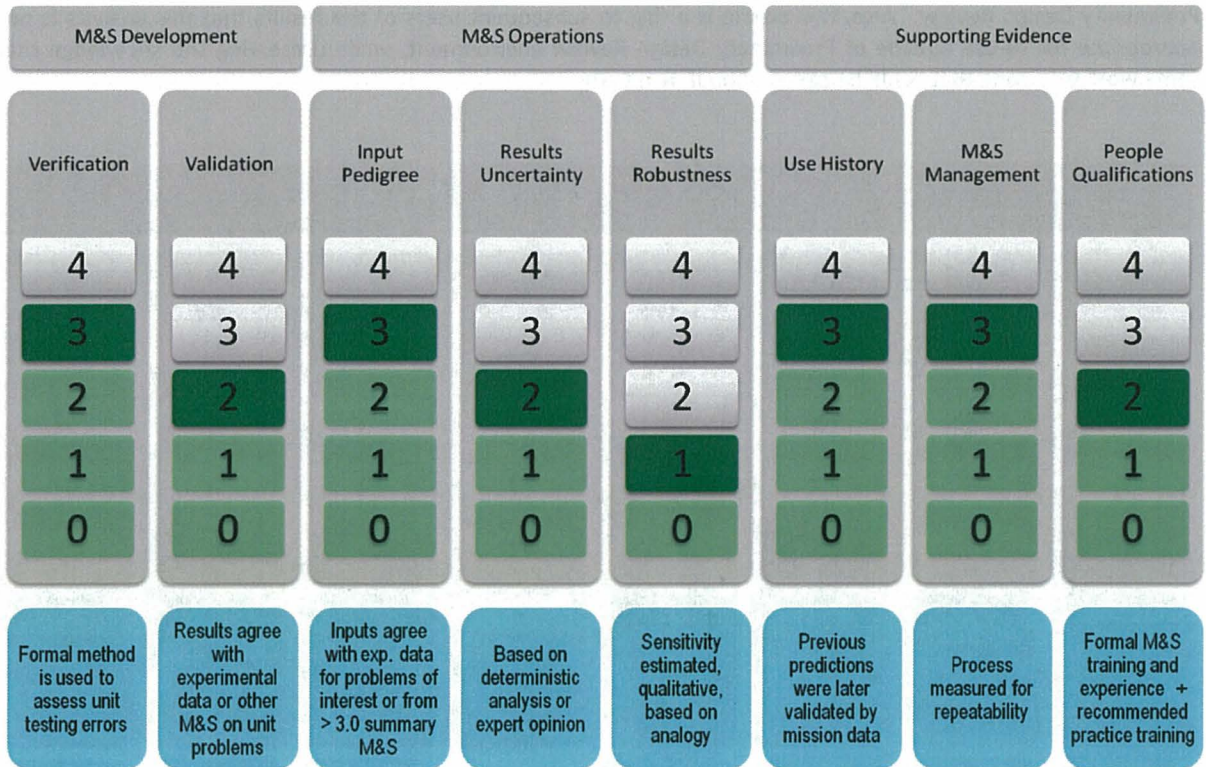 M&S Development
M&S Operations
Supporting Evidence
Verification
Validation
Input
Pedigree
Results
Uncertainty
Results
Robustness
Use History
M&S
Management
People
Qualifications
4 4 4 4 4 4 4 4
3 3 3 3 3 3 3 3
2 2 2 2 2 2 2 2
1 1 1 1 1 1 1 1
0 0 0 0 0 0 0 0
Formal method
is used to
assess unit
testing errors
Results agree
with
experimental
data or other
M&S on unit
problems
Inputs agree
with exp. data
for problems of
interest or from
> 3.0 summary
M&S
Based on
deterministic
analysis or
expert opinion
Sensitivity
estimated,
qualitative,
based on
analogy
Previous
predictions
were later
validated by
mission data
Process
measured for
repeatability
Formal M&S
training and
experience +
recommended
practice training